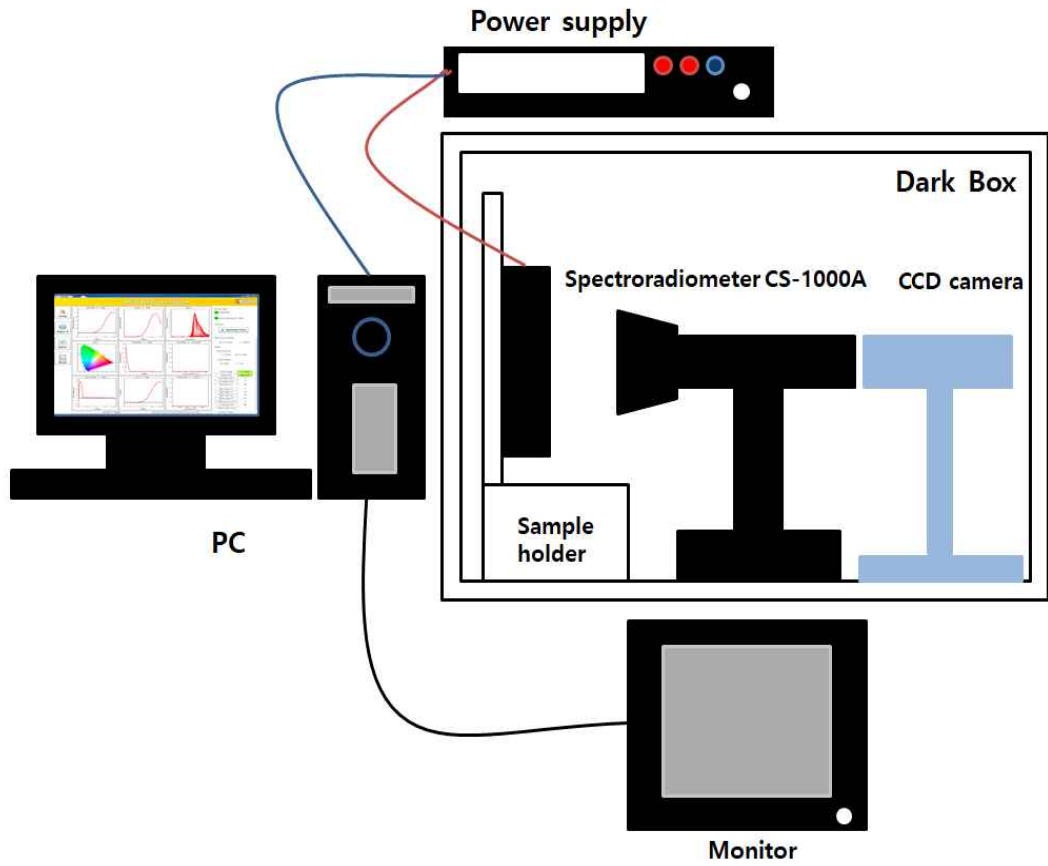 Power supply
Dark Box
Spectroradiometer CS-1000A
CCD camera
Sample
holder
PC
Monitor